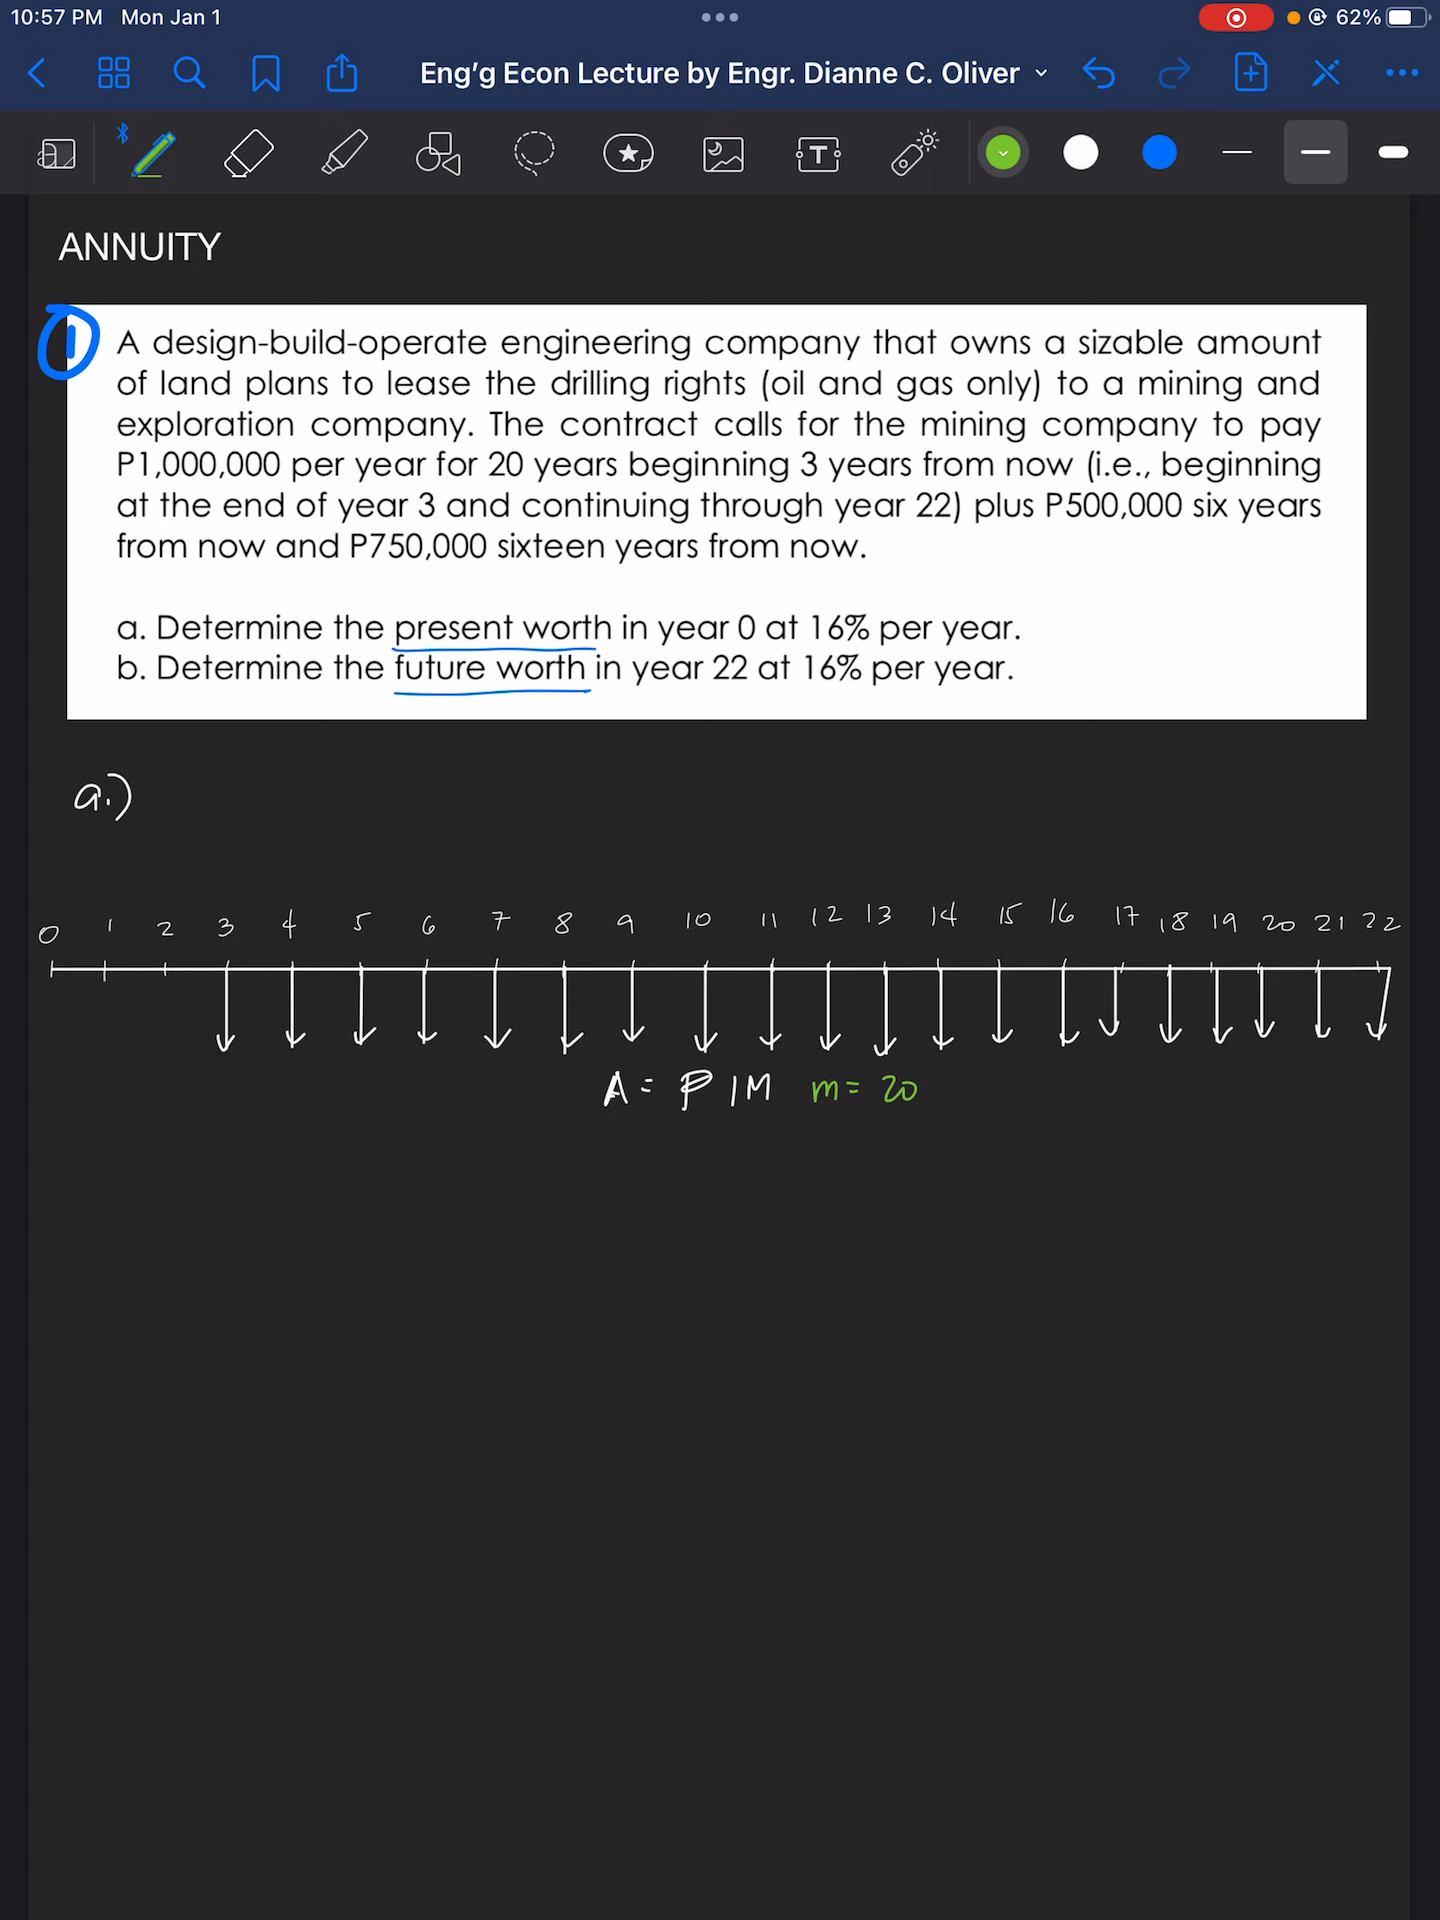 10:57 PM Mon Jan 1
62%
Eng'g Econ Lecture by Engr. Dianne C. Oliver
ANNUITY
1
A design-build-operate engineering company that owns a sizable amount
of land plans to lease the drilling rights (oil and gas only) to a mining and
exploration company. The contract calls for the mining company to pay
P1,000,000 per year for 20 years beginning 3 years from now (i.e., beginning
at the end of year 3 and continuing through year 22) plus P500,000 six years
from now and P750,000 sixteen years from now.
a. Determine the present worth in year 0 at 16% per year.
b. Determine the future worth in year 22 at 16% per year.
a.)
0 1 2 3 4 5 6 7 8 9 10 11 12 13 14 15 16 17 18 19 20 21 22
A = ₱ 1M m = 20